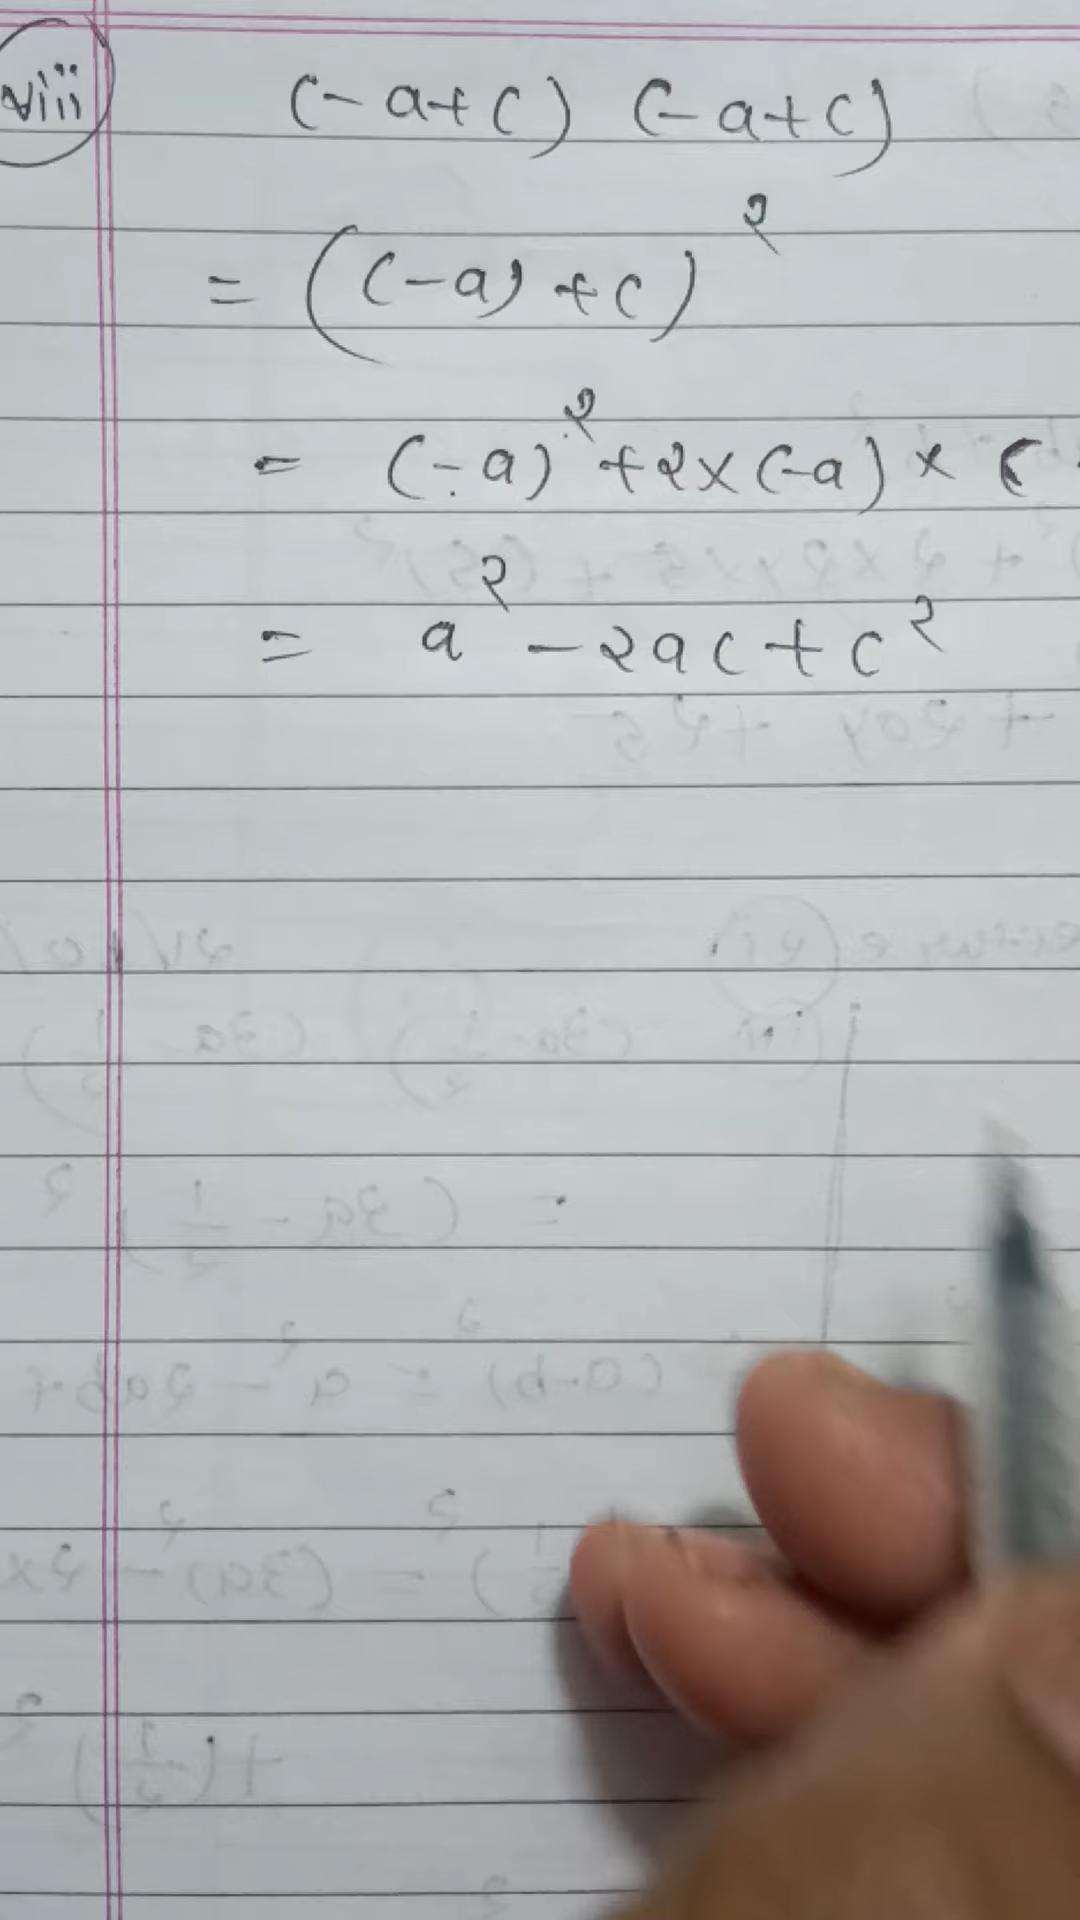 viii (-a+c) (-a+c)
= ((-a)+c)²
= (-a)²+2×(-a)×c
= a²-2ac+c²